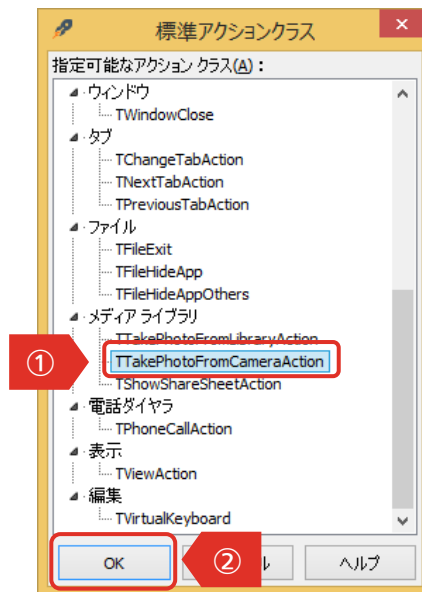 標準アクションクラス
指定可能なアクション クラス(A)：
ウィンドウ
TWindowClose
タブ
TChangeTabAction
TNextTabAction
TPreviousTabAction
ファイル
TFileExit
TFileHideApp
TFileHideAppOthers
メディア ライブラリ
TTakePhotoFromLibraryAction
① TTakePhotoFromCameraAction
TShowShareSheetAction
電話ダイヤラ
TPhoneCallAction
表示
TViewAction
編集
TVirtualKeyboard
OK ② ル ヘルプ